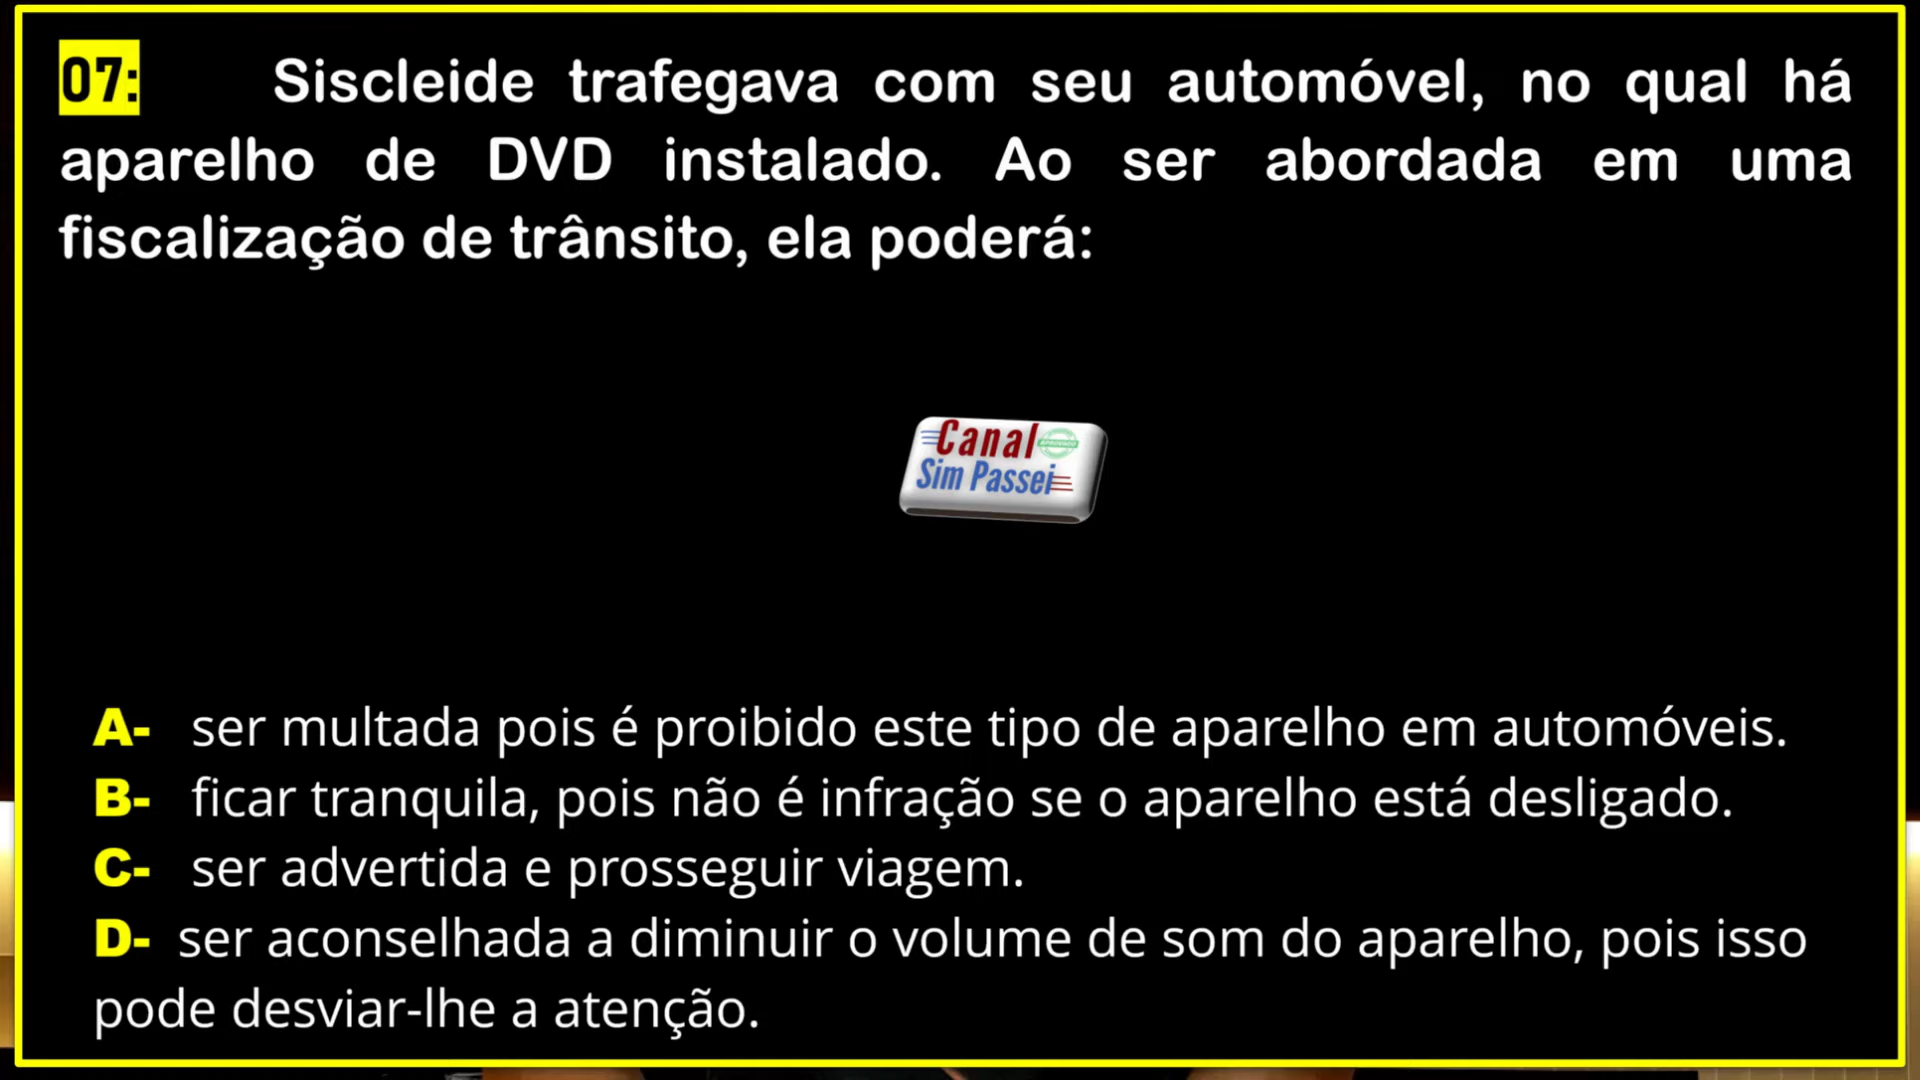 07: Siscleide trafegava com seu automóvel, no qual há
aparelho de DVD instalado. Ao ser abordada em uma
fiscalização de trânsito, ela poderá:
Canal
APROVADO
Sim Passei
A- ser multada pois é proibido este tipo de aparelho em automóveis.
B- ficar tranquila, pois não é infração se o aparelho está desligado.
C- ser advertida e prosseguir viagem.
D- ser aconselhada a diminuir o volume de som do aparelho, pois isso
pode desviar-lhe a atenção.